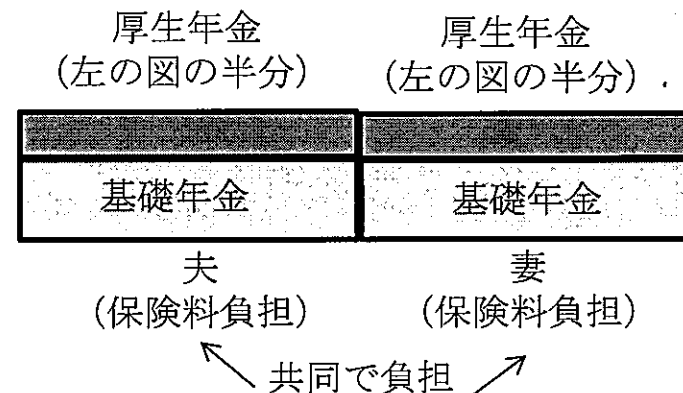 厚生年金 厚生年金
(左の図の半分) (左の図の半分)
基礎年金 基礎年金
夫 妻
(保険料負担) (保険料負担)
共同で負担